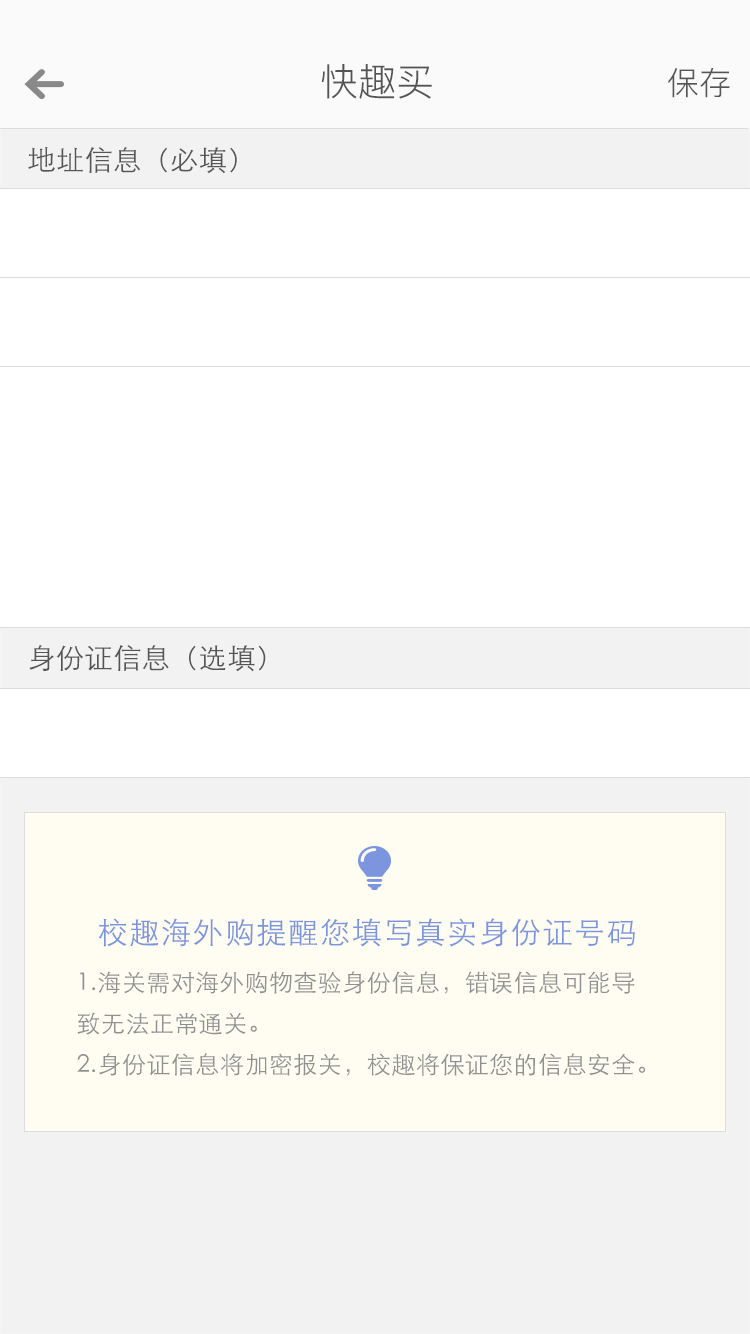 快趣买
保存
地址信息（必填）
身份证信息（选填）
校趣海外购提醒您填写真实身份证号码
1.海关需对海外购物查验身份信息，错误信息可能导
致无法正常通关。
2.身份证信息将加密报关，校趣将保证您的信息安全。